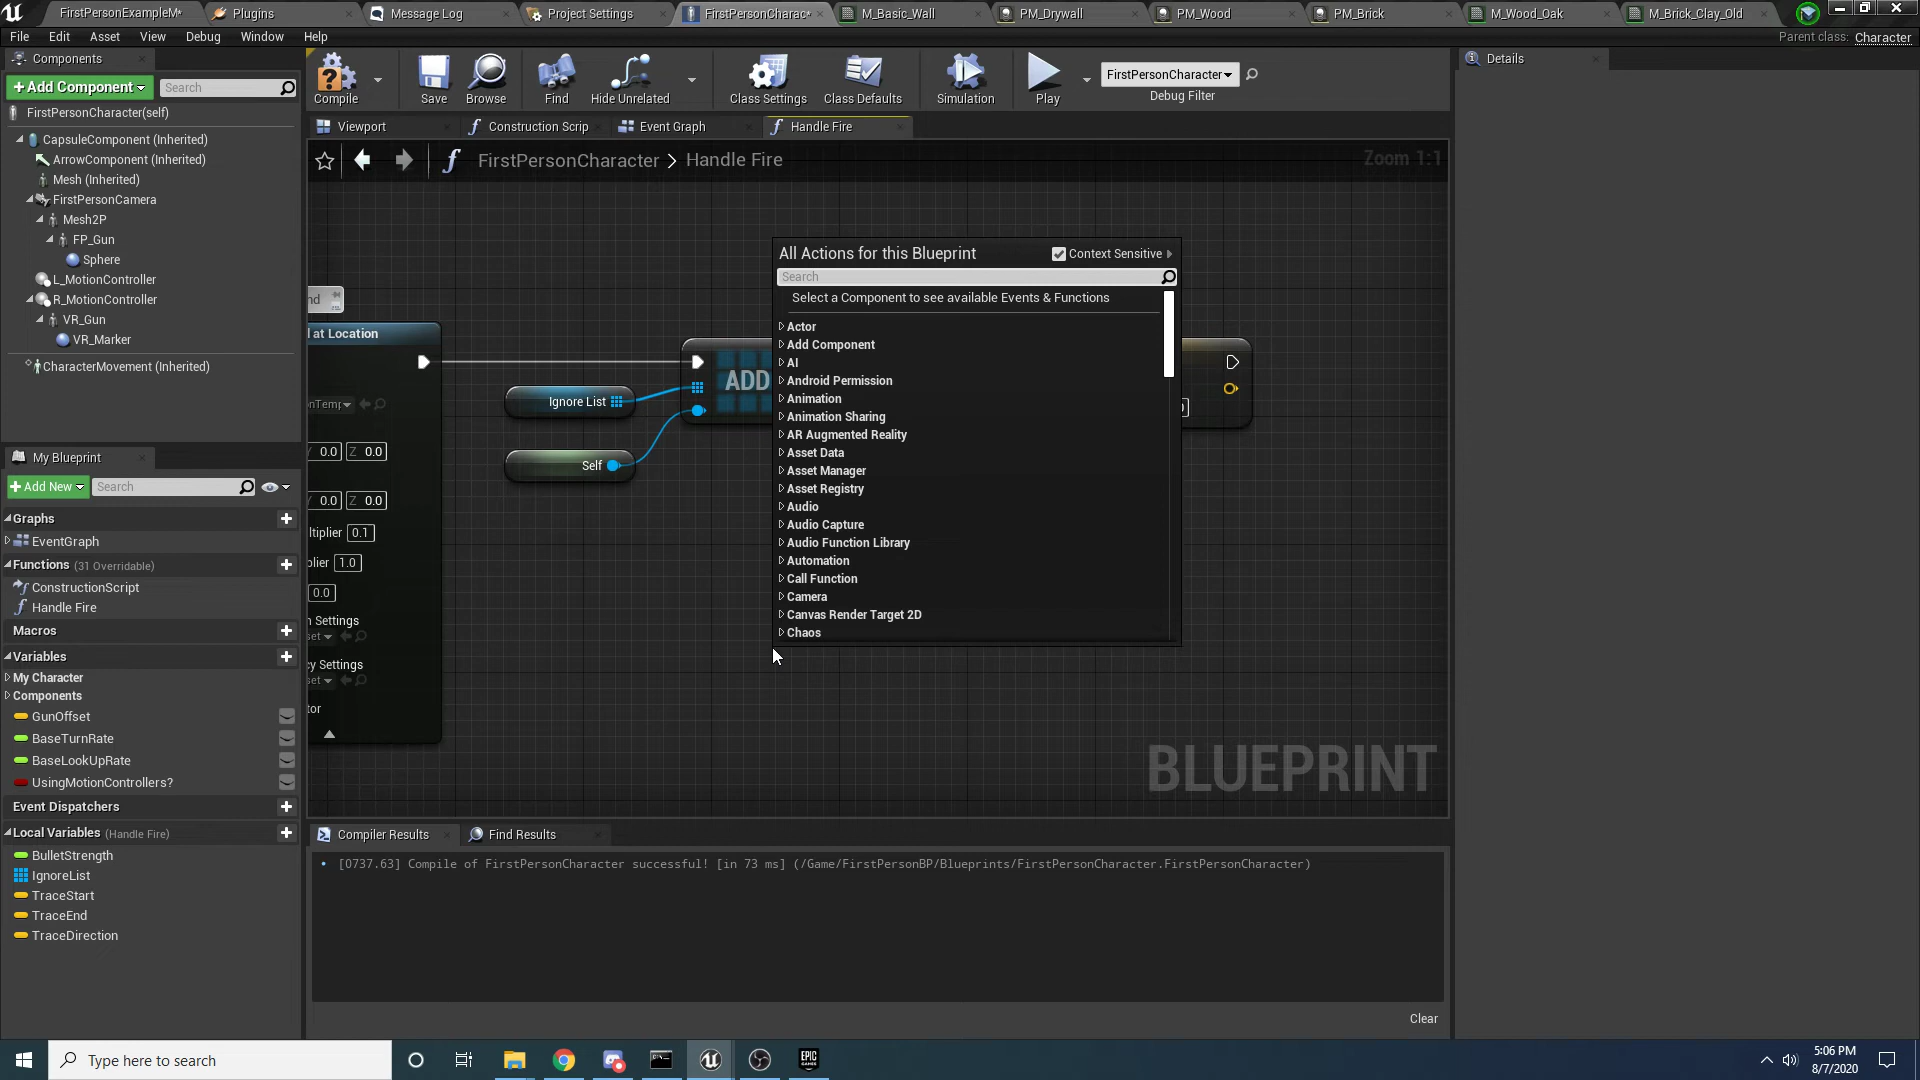 FirstPersonExampleM*
Plugins
Message Log
Project Settings
FirstPersonCharac*
M_Basic_Wall
PM_Drywall
PM_Wood
PM_Brick
M_Wood_Oak
M_Brick_Clay_Old
File Edit Asset View Debug Window Help
Parent class: Character
Components
+ Add Component
Search
FirstPersonCharacter(self)
CapsuleComponent (Inherited)
ArrowComponent (Inherited)
Mesh (Inherited)
FirstPersonCamera
Mesh2P
FP_Gun
Sphere
L_MotionController
R_MotionController
VR_Gun
VR_Marker
CharacterMovement (Inherited)
My Blueprint
+ Add New
Search
Graphs
EventGraph
Functions (31 Overridable)
ConstructionScript
Handle Fire
Macros
Variables
My Character
Components
GunOffset
BaseTurnRate
BaseLookUpRate
UsingMotionControllers?
Event Dispatchers
Local Variables (Handle Fire)
BulletStrength
IgnoreList
TraceStart
TraceEnd
TraceDirection
Compile
Save
Browse
Find
Hide Unrelated
Class Settings
Class Defaults
Simulation
Play
FirstPersonCharacter
Debug Filter
Viewport
Construction Scrip
Event Graph
Handle Fire
FirstPersonCharacter > Handle Fire
Zoom 1:1
nd
l at Location
onTemp
0.0 Z 0.0
0.0 Z 0.0
ltiplier 0.1
plier 1.0
0.0
n Settings
set
cy Settings
set
tor
Ignore List
Self
ADD
All Actions for this Blueprint
Context Sensitive
Search
Select a Component to see available Events & Functions
Actor
Add Component
AI
Android Permission
Animation
Animation Sharing
AR Augmented Reality
Asset Data
Asset Manager
Asset Registry
Audio
Audio Capture
Audio Function Library
Automation
Call Function
Camera
Canvas Render Target 2D
Chaos
BLUEPRINT
Compiler Results
Find Results
[0737.63] Compile of FirstPersonCharacter successful! [in 73 ms] (/Game/FirstPersonBP/Blueprints/FirstPersonCharacter.FirstPersonCharacter)
Clear
Details
Type here to search
EPIC
GAMES
5:06 PM
8/7/2020